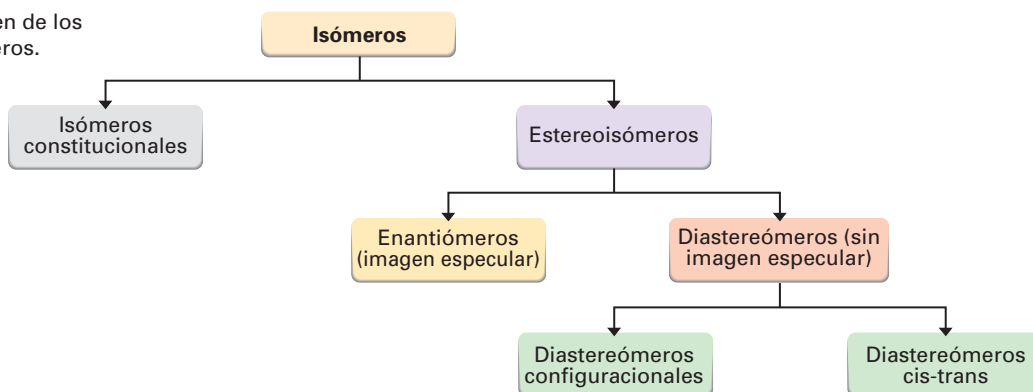 en de los
eros.
Isómeros
Isómeros
constitucionales
Estereoisómeros
Enantiómeros
(imagen especular)
Diastereómeros (sin
imagen especular)
Diastereómeros
configuracionales
Diastereómeros
cis-trans